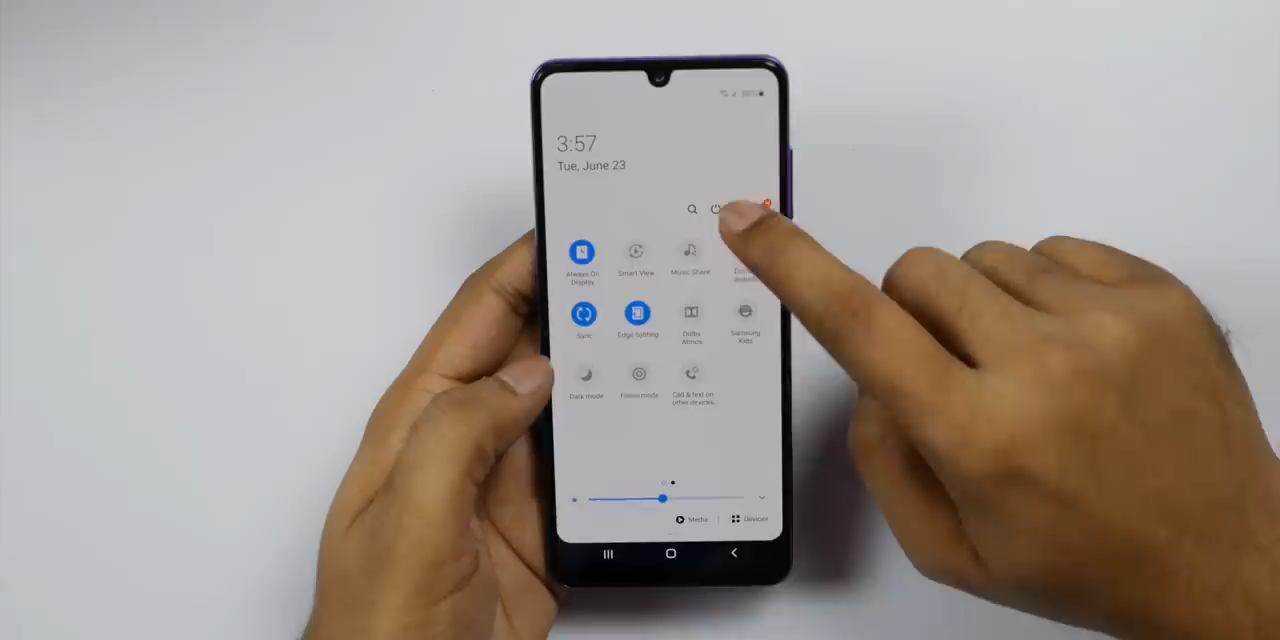 3:57
Tue, June 23
Always On
Display
Smart View
Music Share
Sync
Edge lighting
Dolby
Atmos
Samsung
Kids
Dark mode
Focus mode
Call & text on
other devices
Media
Devices